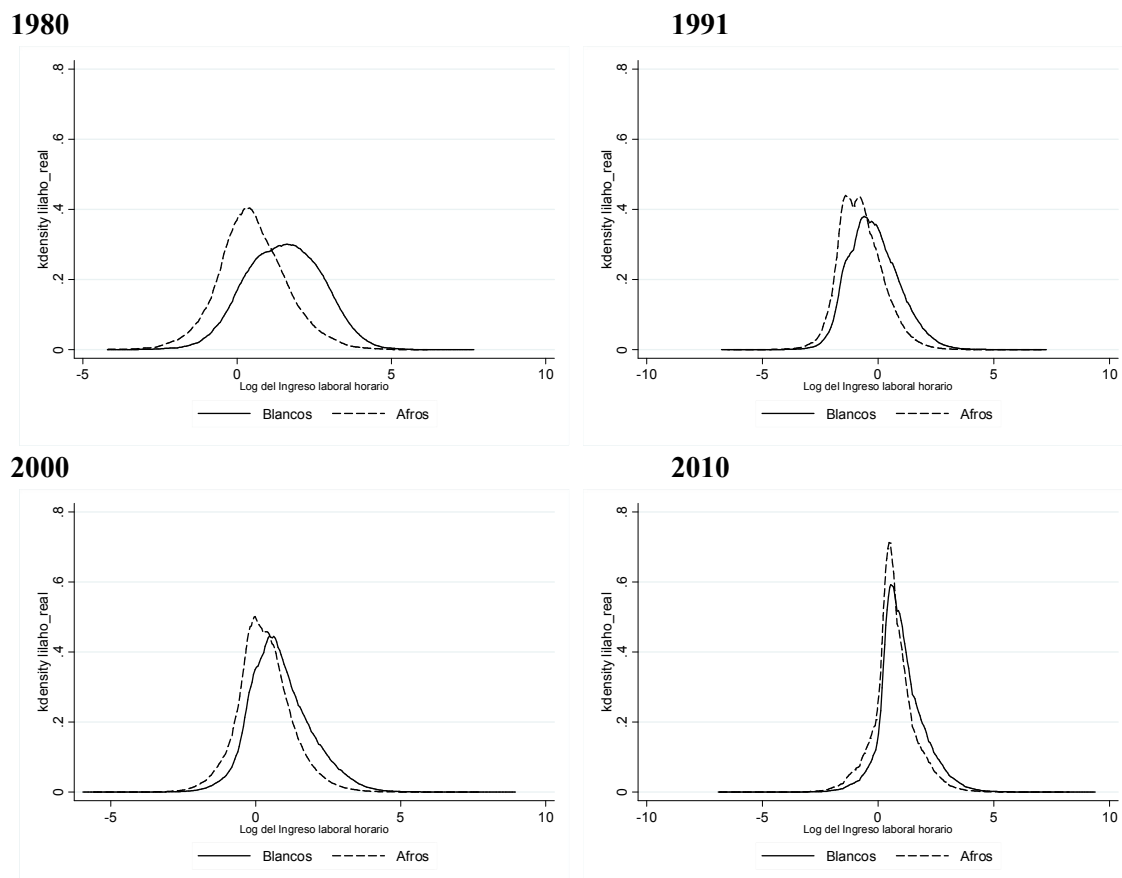 1980
1991
kdensity lilaho_real
0 .2 .4 .6 .8
-5 0 5 10
Log del Ingreso laboral horario
Blancos Afros
kdensity lilaho_real
0 .2 .4 .6 .8
-10 -5 0 5 10
Log del Ingreso laboral horario
Blancos Afros
2000
2010
kdensity lilaho_real
0 .2 .4 .6 .8
-5 0 5 10
Log del Ingreso laboral horario
Blancos Afros
kdensity lilaho_real
0 .2 .4 .6 .8
-10 -5 0 5 10
Log del Ingreso laboral horario
Blancos Afros